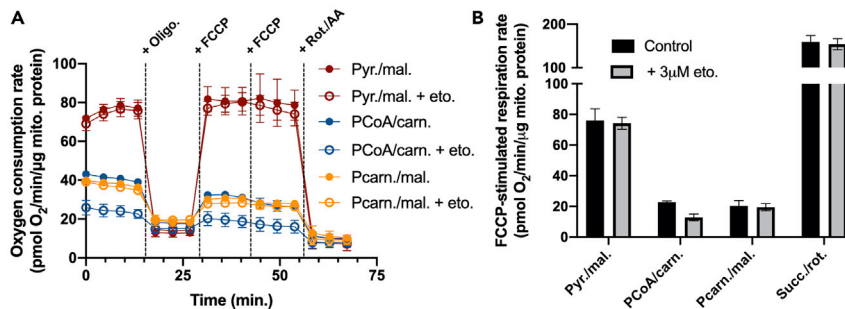 A
+ Oligo.
+ FCCP
+ FCCP
+ Rot./AA
Oxygen consumption rate
(pmol O₂/min/µg mito. protein)
100
80
60
40
20
0
0
25
50
75
Time (min.)
Pyr./mal.
Pyr./mal. + eto.
PCoA/carn.
PCoA/carn. + eto.
Pcarn./mal.
Pcarn./mal. + eto.
B
FCCP-stimulated respiration rate
(pmol O₂/min/µg mito. protein)
200
150
100
80
60
40
20
0
Control
+ 3µM eto.
Pyr./mal.
PCoA/carn.
Pcarn./mal.
Succ./rot.